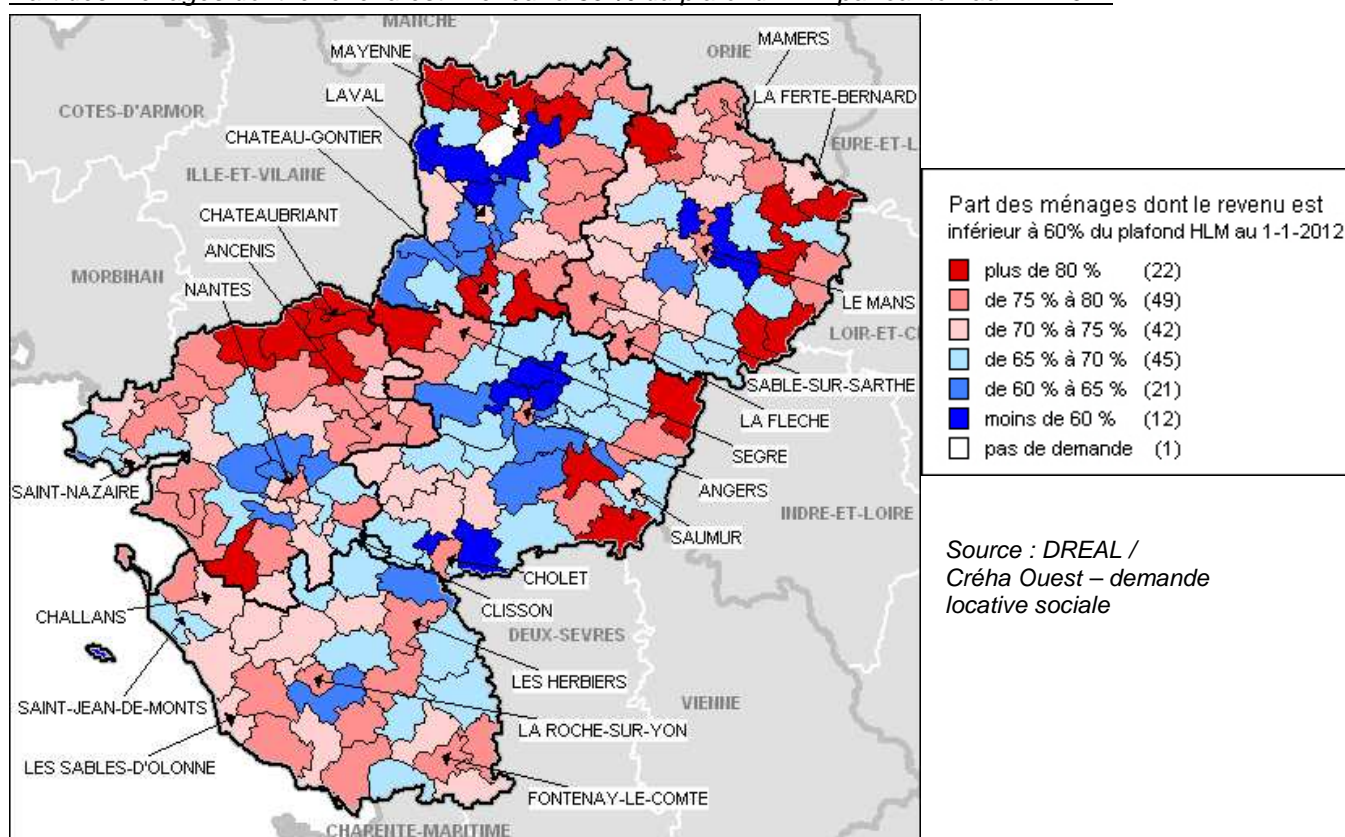 MANCHE
MAYENNE
ORNE
MAMERS
LAVAL
LA FERTE-BERNARD
COTES-D'ARMOR
CHATEAU-GONTIER
EURE-ET-L
ILLE-ET-VILAINE
CHATEAUBRIANT
ANCENIS
MORBIHAN
NANTES
LE MANS
LOIR-ET-C
SABLE-SUR-SARTHE
LA FLECHE
SEGRE
SAINT-NAZAIRE
ANGERS
INDRE-ET-LOIRE
SAUMUR
CHOLET
CLISSON
CHALLANS
DEUX-SEVRES
LES HERBIERS
SAINT-JEAN-DE-MONTS
VIENNE
LA ROCHE-SUR-YON
LES SABLES-D'OLONNE
FONTENAY-LE-COMTE
CHARENTE-MARITIME
Part des ménages dont le revenu est
inférieur à 60% du plafond HLM au 1-1-2012
plus de 80 % (22)
de 75 % à 80 % (49)
de 70 % à 75 % (42)
de 65 % à 70 % (45)
de 60 % à 65 % (21)
moins de 60 % (12)
pas de demande (1)
Source : DREAL /
Créha Ouest – demande
locative sociale